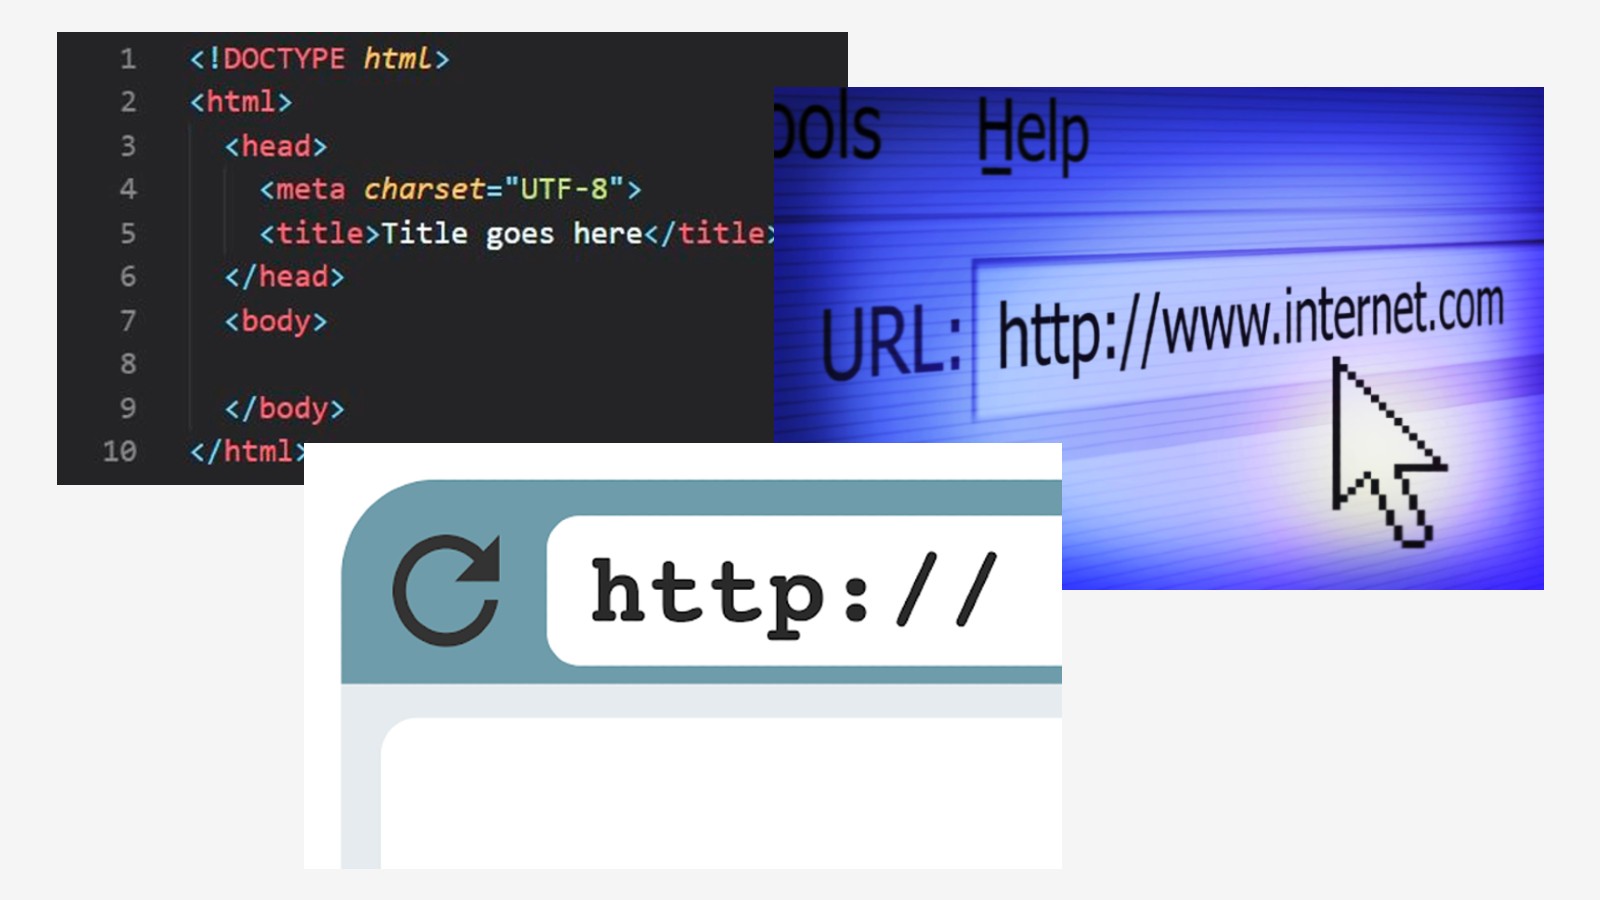 1 <!DOCTYPE html>
2 <html>
3 <head>
4 <meta charset="UTF-8">
5 <title>Title goes here</title>
6 </head>
7 <body>
8
9 </body>
10 </html>
ools Help
URL: http://www.internet.com
http://